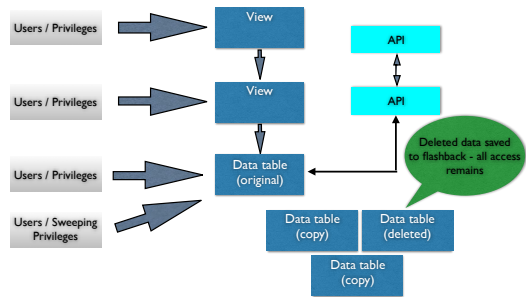 Users / Privileges
View
API
Users / Privileges
View
API
Deleted data saved
to flashback - all access
remains
Users / Privileges
Data table
(original)
Users / Sweeping
Privileges
Data table
(copy)
Data table
(deleted)
Data table
(copy)